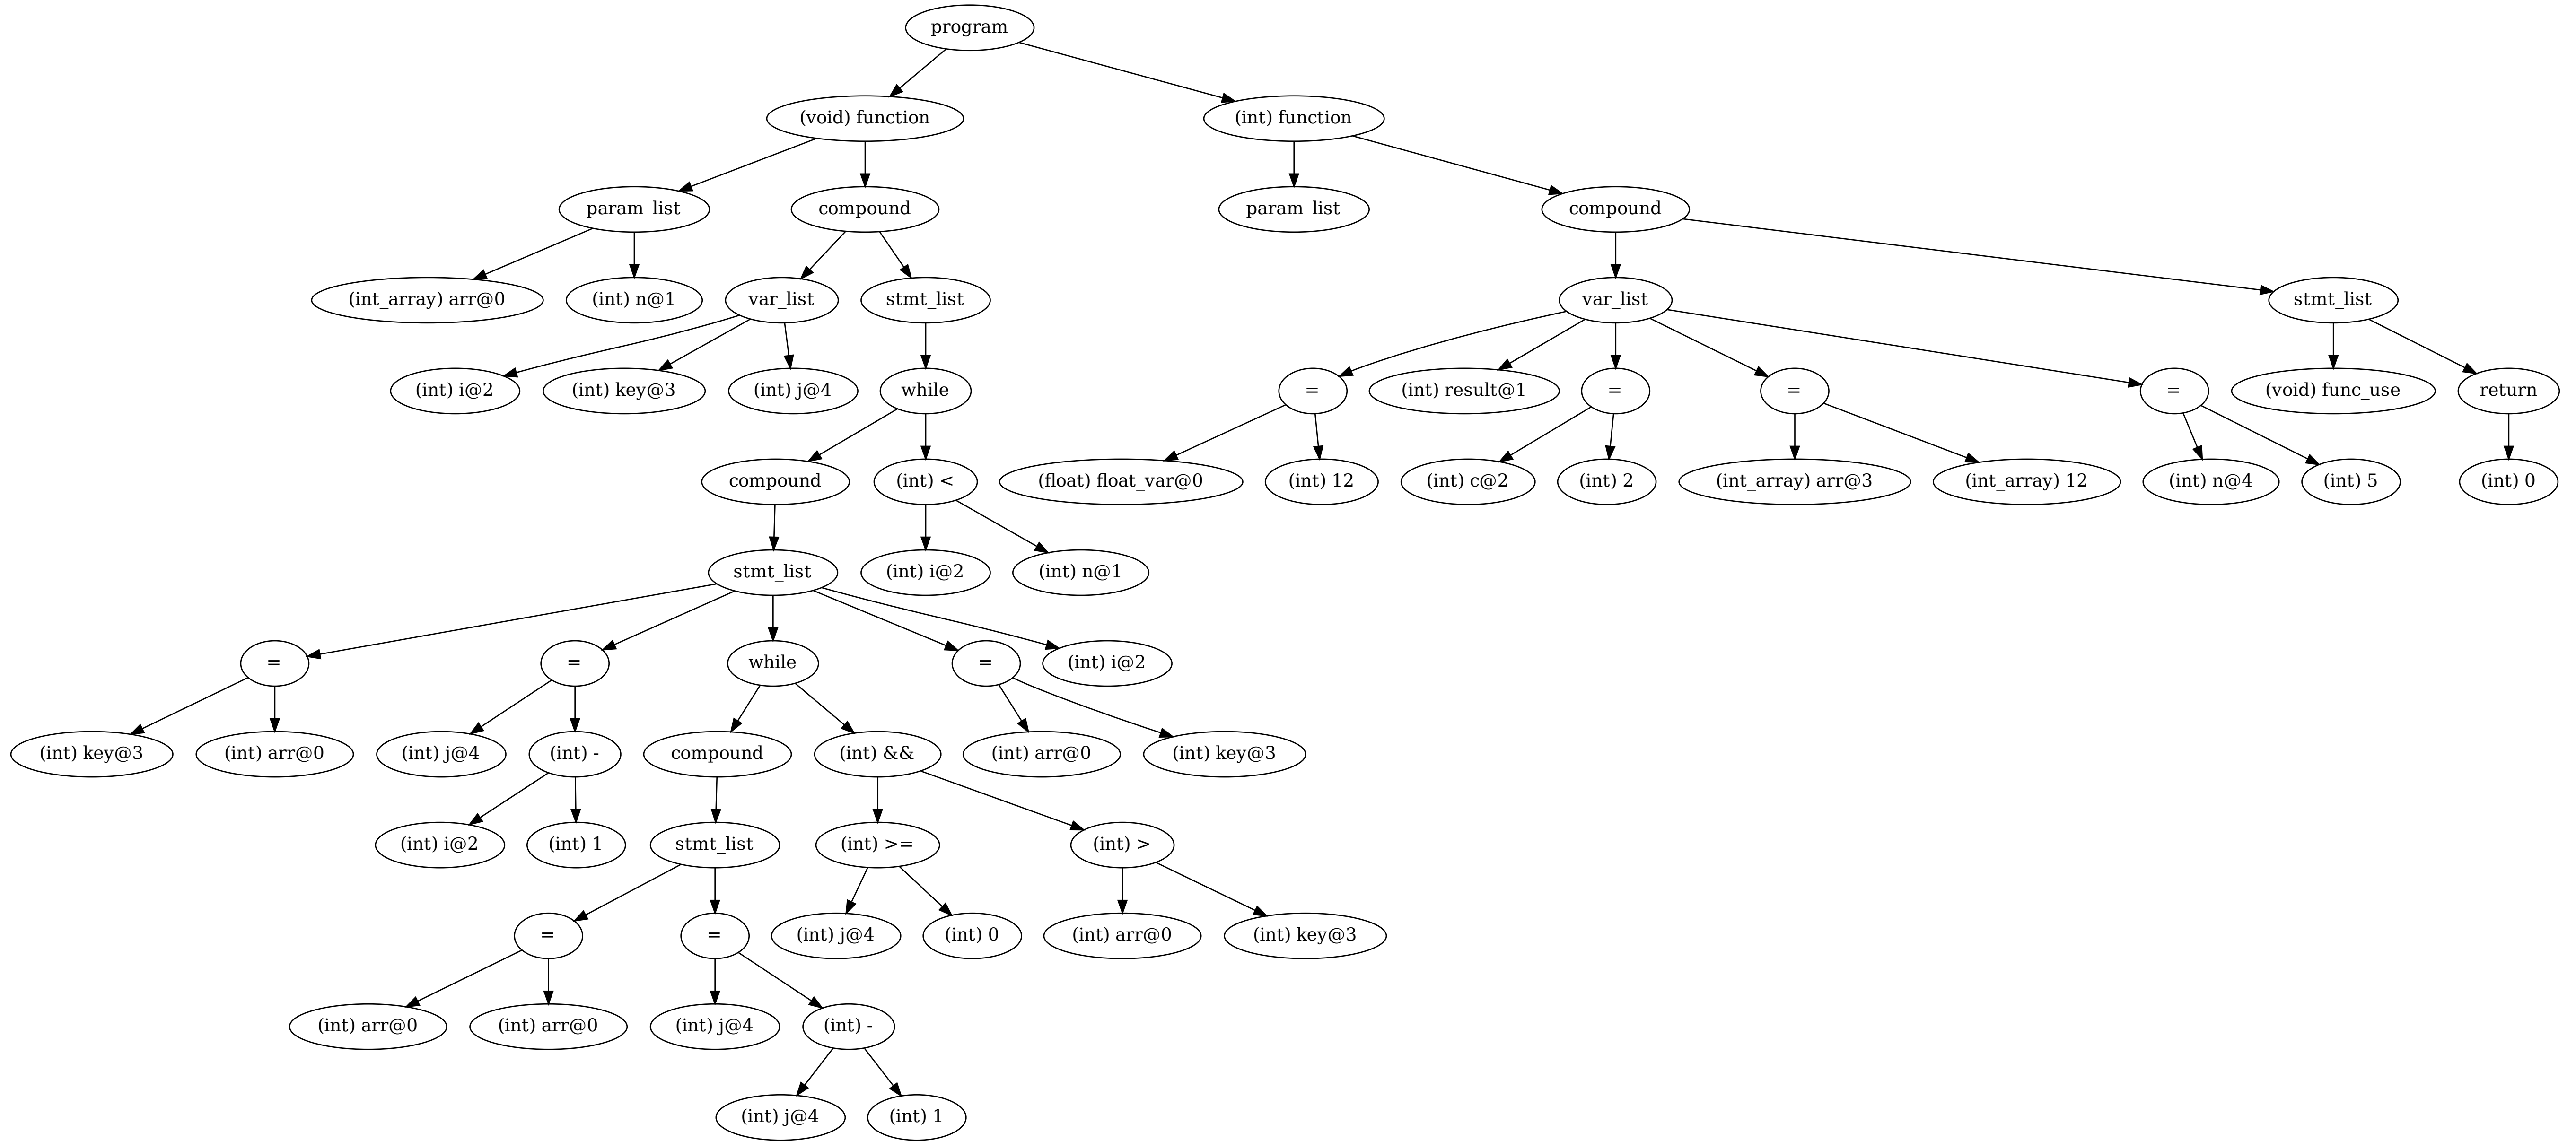 program
(void) function
(int) function
param_list
compound
param_list
compound
(int_array) arr@0
(int) n@1
var_list
stmt_list
var_list
stmt_list
(int) i@2
(int) key@3
(int) j@4
while
=
(int) result@1
=
=
=
(void) func_use
return
compound
(int) <
(float) float_var@0
(int) 12
(int) c@2
(int) 2
(int_array) arr@3
(int_array) 12
(int) n@4
(int) 5
(int) 0
stmt_list
(int) i@2
(int) n@1
=
=
while
=
(int) i@2
(int) key@3
(int) arr@0
(int) j@4
(int) -
compound
(int) &&
(int) arr@0
(int) key@3
(int) i@2
(int) 1
stmt_list
(int) >=
(int) >
=
=
(int) j@4
(int) 0
(int) arr@0
(int) key@3
(int) arr@0
(int) arr@0
(int) j@4
(int) -
(int) j@4
(int) 1